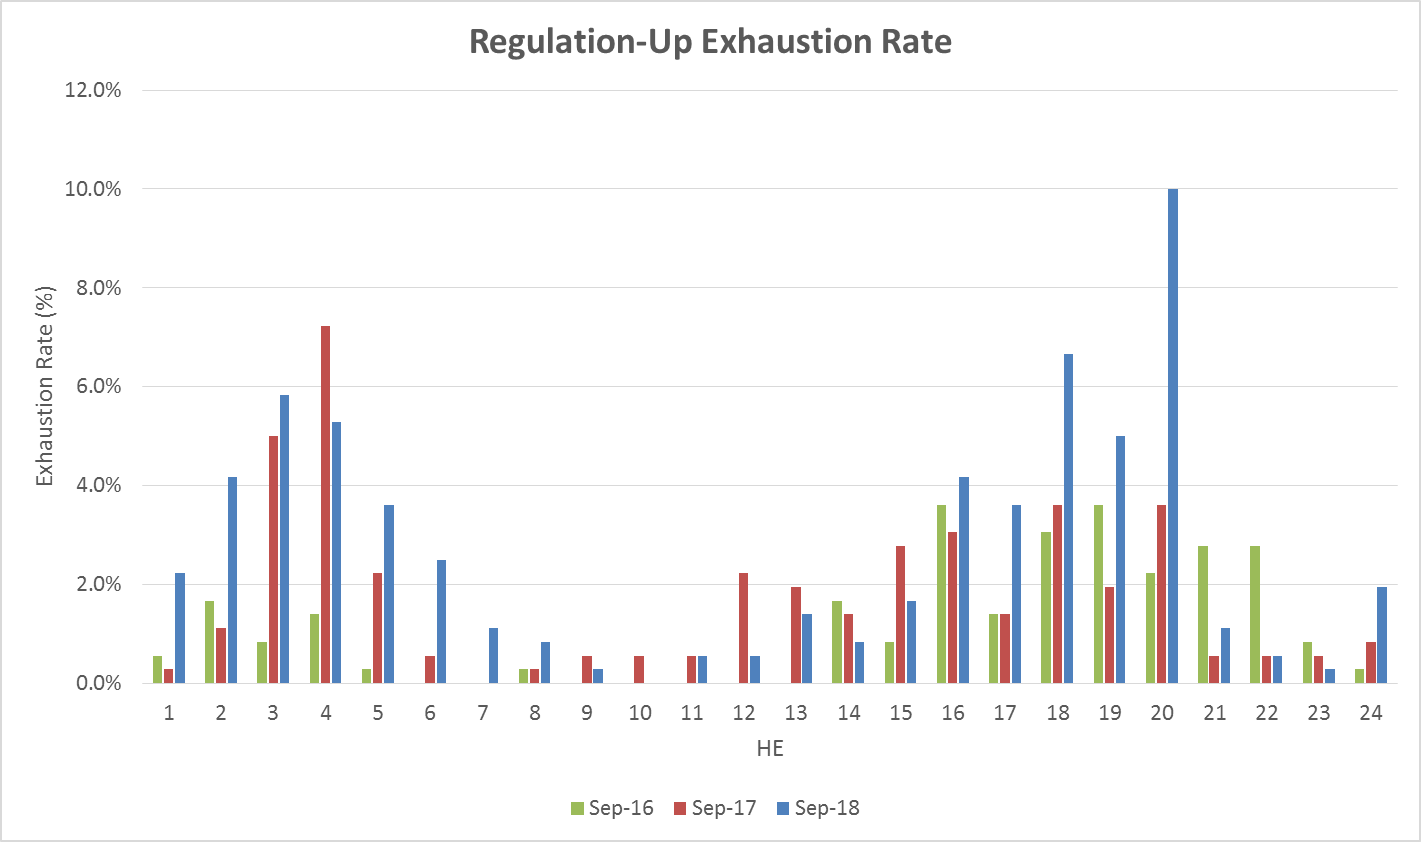 Regulation-Up Exhaustion Rate
12.0%
10.0%
8.0%
6.0%
4.0%
2.0%
0.0%
Exhaustion Rate (%)
1 2 3 4 5 6 7 8 9 10 11 12 13 14 15 16 17 18 19 20 21 22 23 24
HE
Sep-16 Sep-17 Sep-18